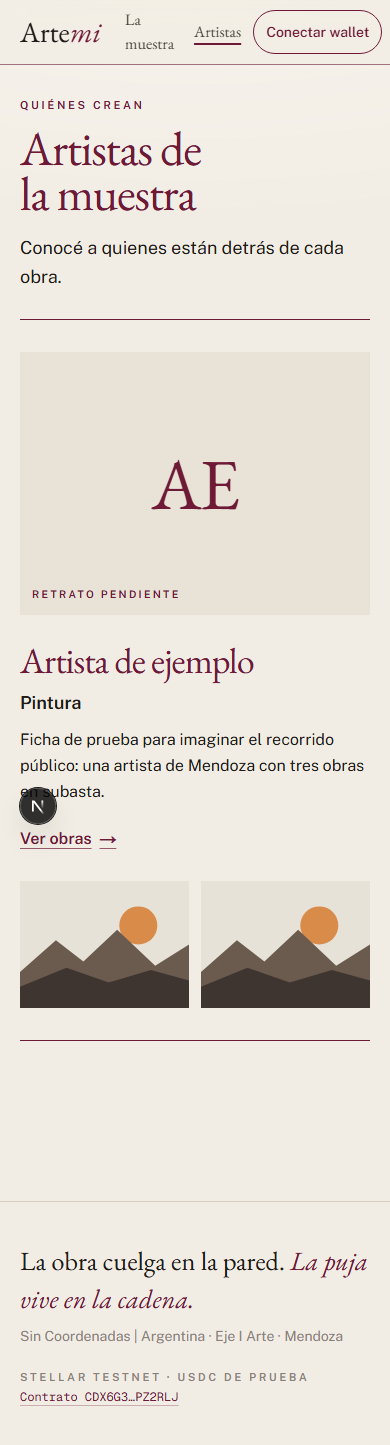 Artemi
La
muestra
Artistas
Conectar wallet
QUIÉNES CREAN
Artistas de
la muestra
Conocé a quienes están detrás de cada
obra.
AE
RETRATO PENDIENTE
Artista de ejemplo
Pintura
Ficha de prueba para imaginar el recorrido
público: una artista de Mendoza con tres obras
en subasta.
N
Ver obras →
La obra cuelga en la pared. La puja
vive en la cadena.
Sin Coordenadas | Argentina · Eje I Arte · Mendoza
STELLAR TESTNET · USDC DE PRUEBA
Contrato CDX6G3…PZ2RLJ